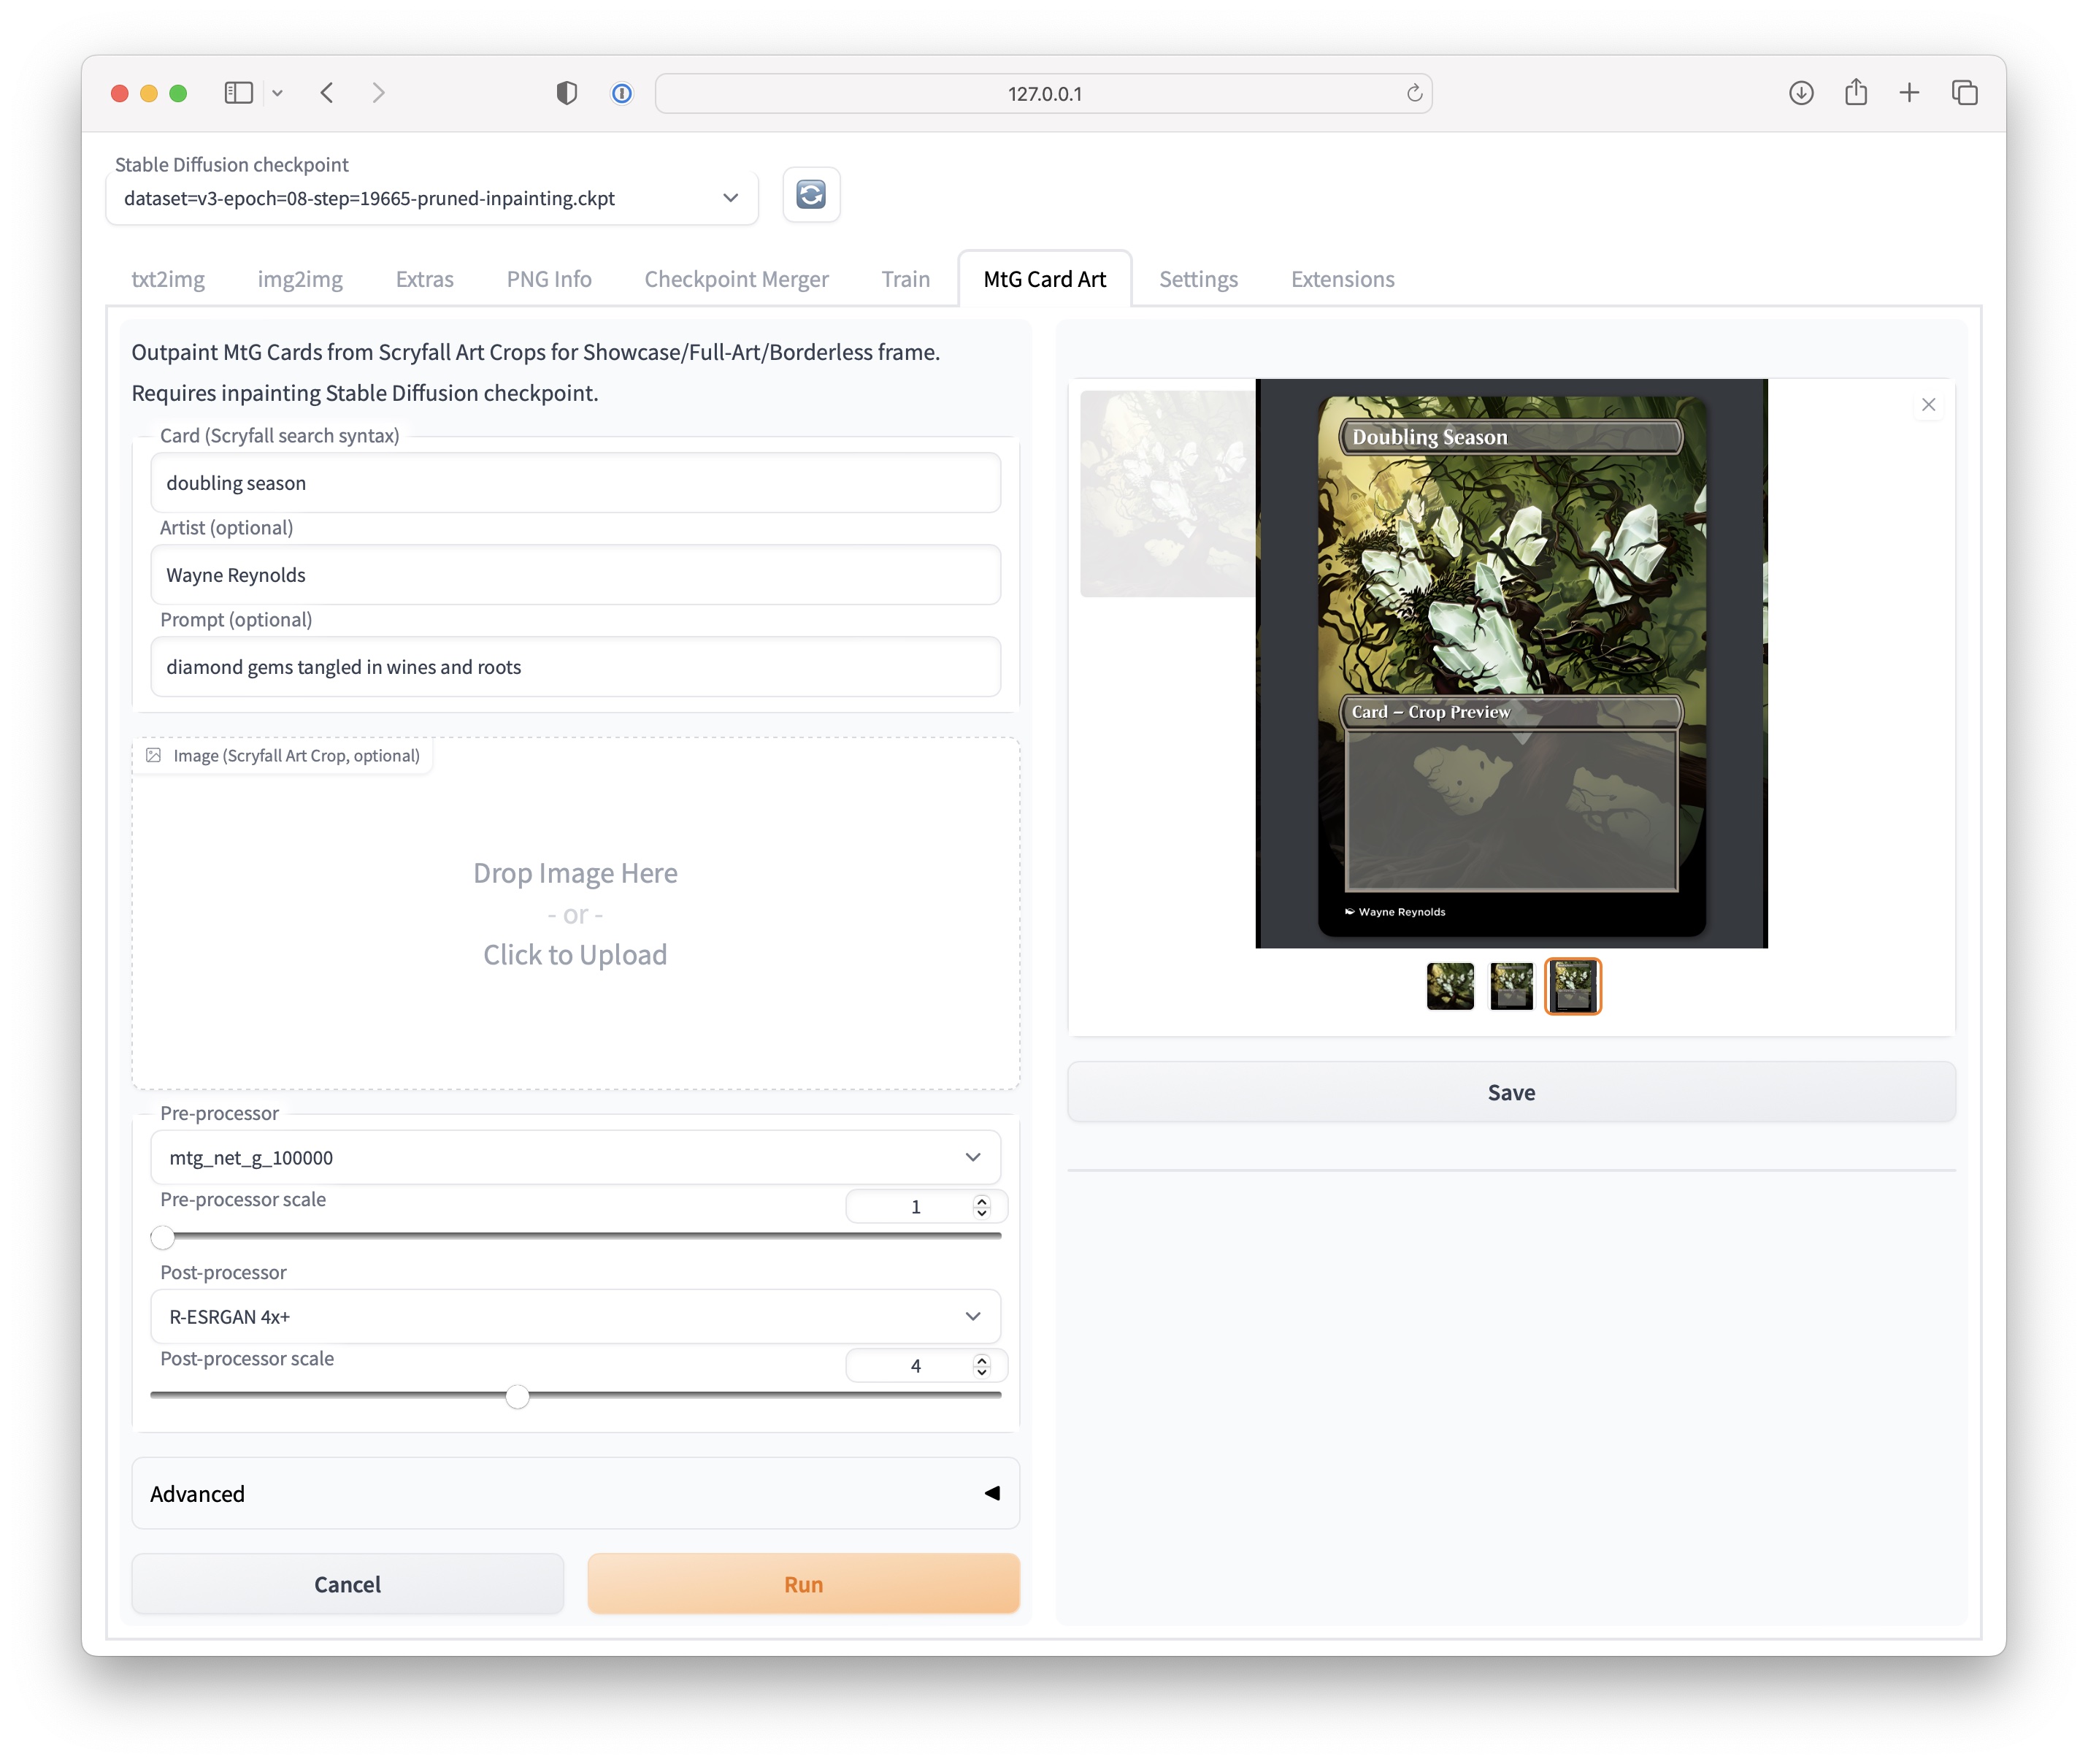 127.0.0.1
Stable Diffusion checkpoint
dataset=v3-epoch=08-step=19665-pruned-inpainting.ckpt
txt2img
img2img
Extras
PNG Info
Checkpoint Merger
Train
MtG Card Art
Settings
Extensions
Outpaint MtG Cards from Scryfall Art Crops for Showcase/Full-Art/Borderless frame.
Requires inpainting Stable Diffusion checkpoint.
Card (Scryfall search syntax)
doubling season
Artist (optional)
Wayne Reynolds
Prompt (optional)
diamond gems tangled in wines and roots
Image (Scryfall Art Crop, optional)
Drop Image Here
- or -
Click to Upload
Pre-processor
mtg_net_g_100000
Pre-processor scale
1
Post-processor
R-ESRGAN 4x+
Post-processor scale
4
Advanced
Cancel
Run
Doubling Season
Card – Crop Preview
Wayne Reynolds
Save